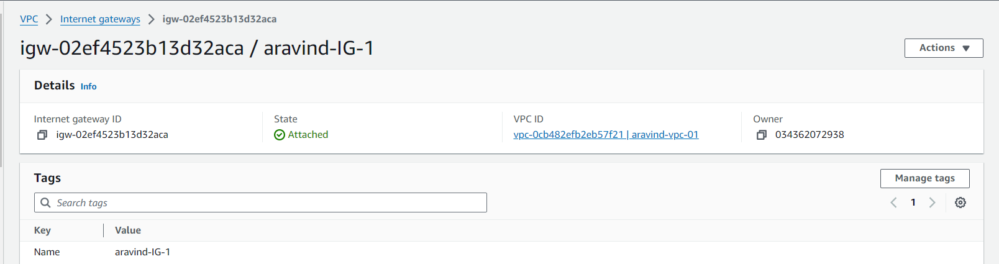 VPC > Internet gateways > igw-02ef4523b13d32aca
igw-02ef4523b13d32aca / aravind-IG-1
Actions
Details Info
Internet gateway ID
igw-02ef4523b13d32aca
State
Attached
VPC ID
vpc-0cb482efb2eb57f21 | aravind-vpc-01
Owner
034362072938
Tags
Manage tags
Search tags
1
Key Value
Name aravind-IG-1